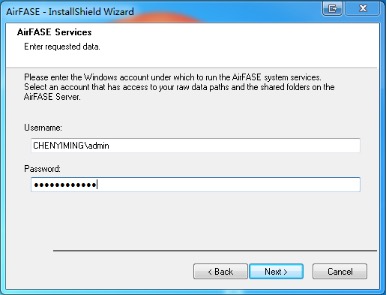 AirFASE - InstallShield Wizard
AirFASE Services
Enter requested data.
Please enter the Windows account under which to run the AirFASE system services.
Select an account that has access to your raw data paths and the shared folders on
AirFASE Server.
Username:
CHENYIMING\admin
Password:
●●●●●●●●●●●●
< Back
Next >
Cancel